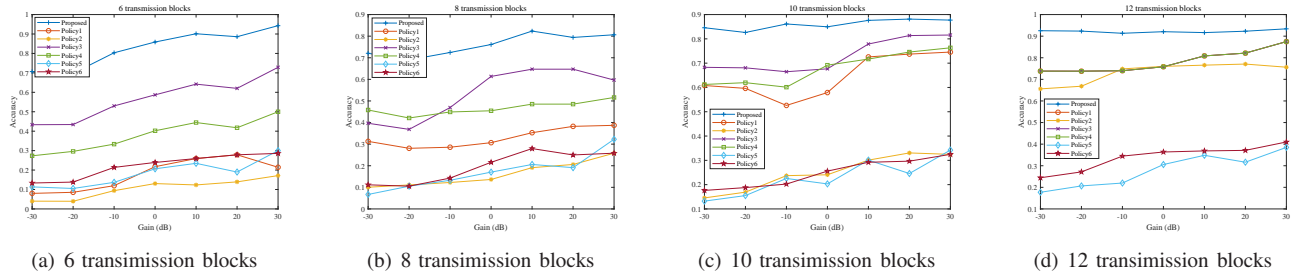 6 transmission blocks
1
0.9
0.8
0.7
0.6
0.5
0.4
0.3
0.2
0.1
0
Accuracy
Proposed
Policy1
Policy2
Policy3
Policy4
Policy5
Policy6
-30
-20
-10
0
10
20
30
Gain (dB)
(a) 6 transimission blocks
8 transmission blocks
0.9
0.8
0.7
0.6
0.5
0.4
0.3
0.2
0.1
0
Accuracy
Proposed
Policy1
Policy2
Policy3
Policy4
Policy5
Policy6
-30
-20
-10
0
10
20
30
Gain (dB)
(b) 8 transimission blocks
10 transmission blocks
0.9
0.8
0.7
0.6
0.5
0.4
0.3
0.2
0.1
Accuracy
Proposed
Policy1
Policy2
Policy3
Policy4
Policy5
Policy6
-30
-20
-10
0
10
20
30
Gain (dB)
(c) 10 transimission blocks
12 transmission blocks
1
0.9
0.8
0.7
0.6
0.5
0.4
0.3
0.2
0.1
Accuracy
Proposed
Policy1
Policy2
Policy3
Policy4
Policy5
Policy6
-30
-20
-10
0
10
20
30
Gain (dB)
(d) 12 transimission blocks